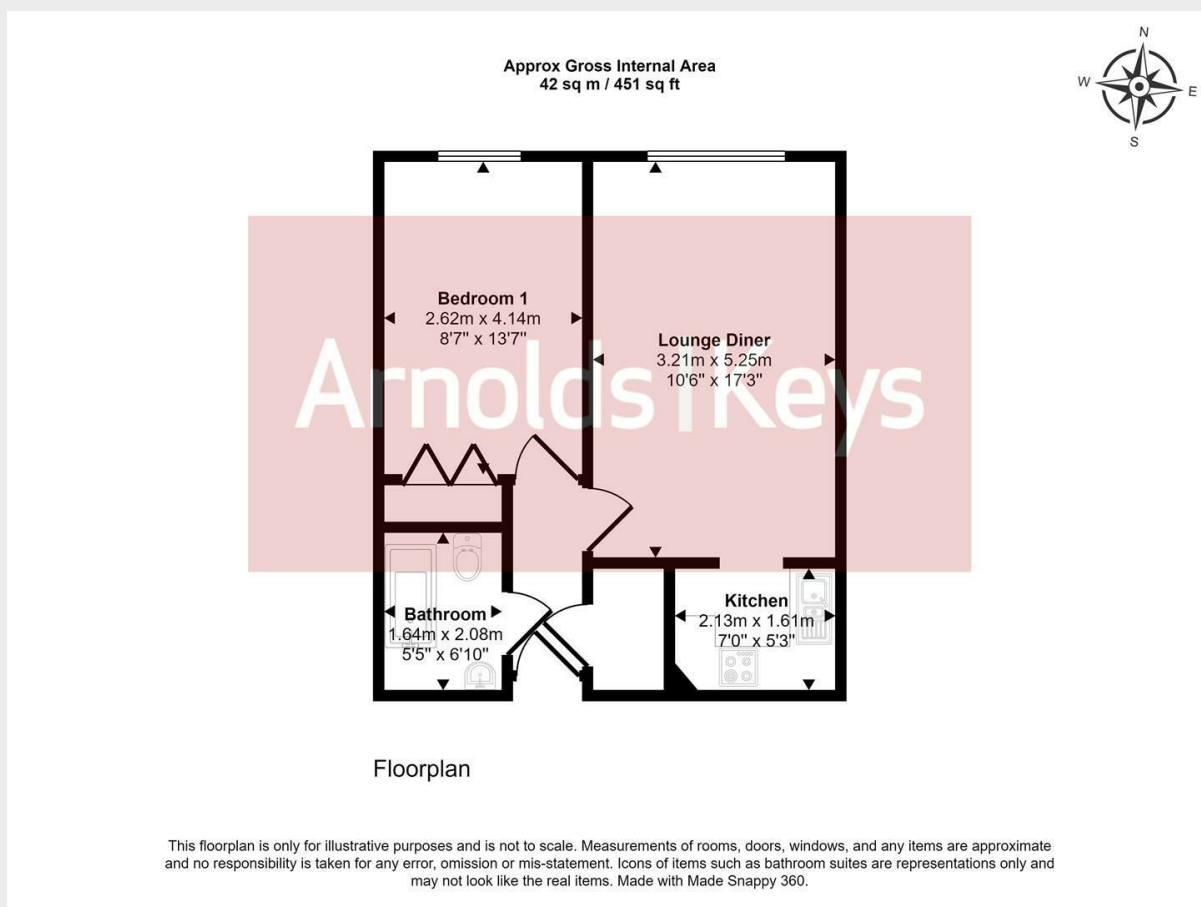 Approx Gross Internal Area
42 sq m / 451 sq ft
N
W
E
S
Bedroom 1
2.62m x 4.14m
8'7" x 13'7"
Lounge Diner
3.21m x 5.25m
10'6" x 17'3"
Arnolds|Keys
Bathroom
1.64m x 2.08m
5'5" x 6'10"
Kitchen
2.13m x 1.61m
7'0" x 5'3"
Floorplan
This floorplan is only for illustrative purposes and is not to scale. Measurements of rooms, doors, windows, and any items are approximate
and no responsibility is taken for any error, omission or mis-statement. Icons of items such as bathroom suites are representations only and
may not look like the real items. Made with Made Snappy 360.